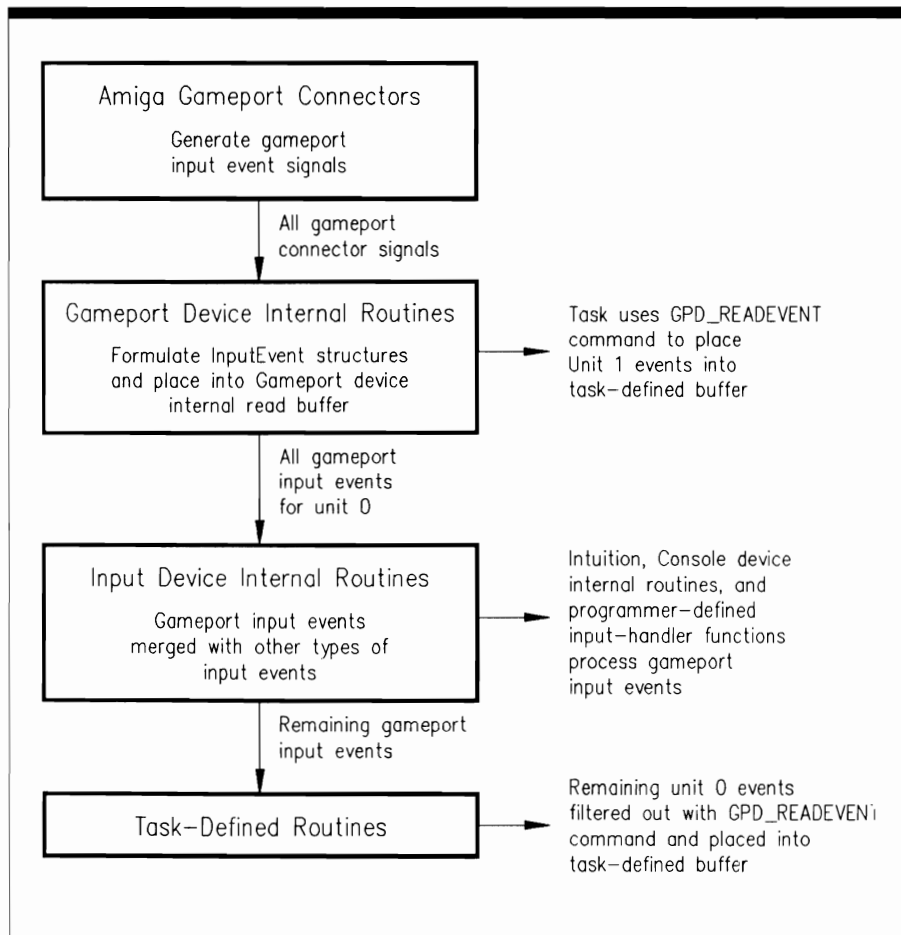 Amiga Gameport Connectors
Generate gameport
input event signals
All gameport
connector signals
Gameport Device Internal Routines
Formulate InputEvent structures
and place into Gameport device
internal read buffer
Task uses GPD_READEVENT
command to place
Unit 1 events into
task-defined buffer
All gameport
input events
for unit 0
Input Device Internal Routines
Gameport input events
merged with other types of
input events
Intuition, Console device
internal routines, and
programmer-defined
input-handler functions
process gameport
input events
Remaining gameport
input events
Task-Defined Routines
Remaining unit 0 events
filtered out with GPD_READEVENT
command and placed into
task-defined buffer